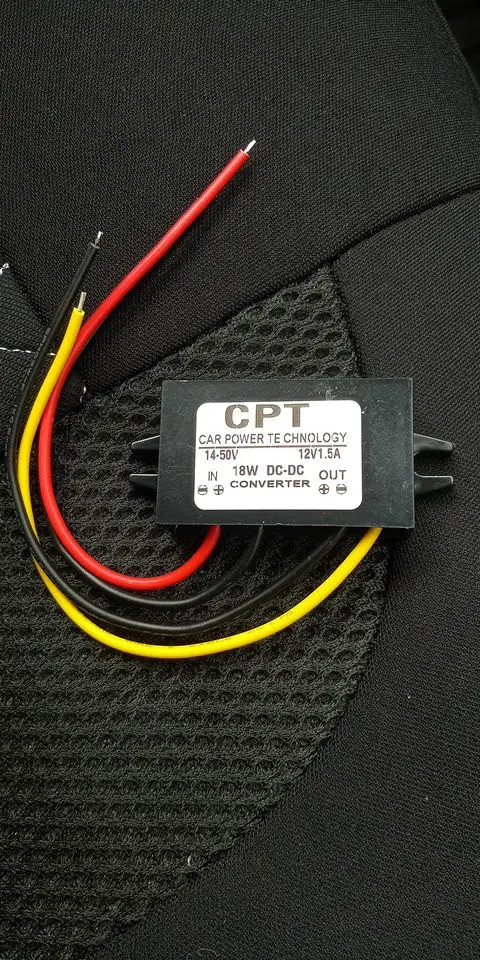 CPT
CAR POWER TE CHNOLOGY
14-50V 12V1.5A
IN 18W DC-DC OUT
CONVERTER
⊖ ⊕ ⊕ ⊖